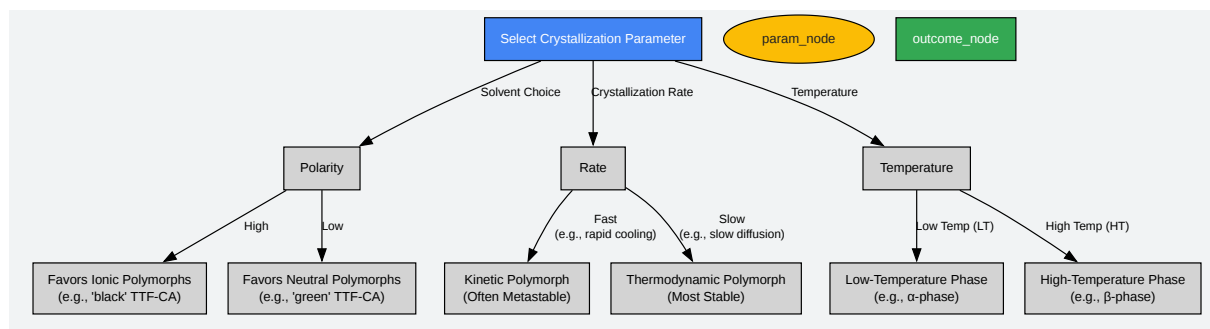 Select Crystallization Parameter
param_node
outcome_node
Solvent Choice
Crystallization Rate
Temperature
Polarity
Rate
Temperature
High
Low
Fast
(e.g., rapid cooling)
Slow
(e.g., slow diffusion)
Low Temp (LT)
High Temp (HT)
Favors Ionic Polymorphs
(e.g., 'black' TTF-CA)
Favors Neutral Polymorphs
(e.g., 'green' TTF-CA)
Kinetic Polymorph
(Often Metastable)
Thermodynamic Polymorph
(Most Stable)
Low-Temperature Phase
(e.g., α-phase)
High-Temperature Phase
(e.g., β-phase)